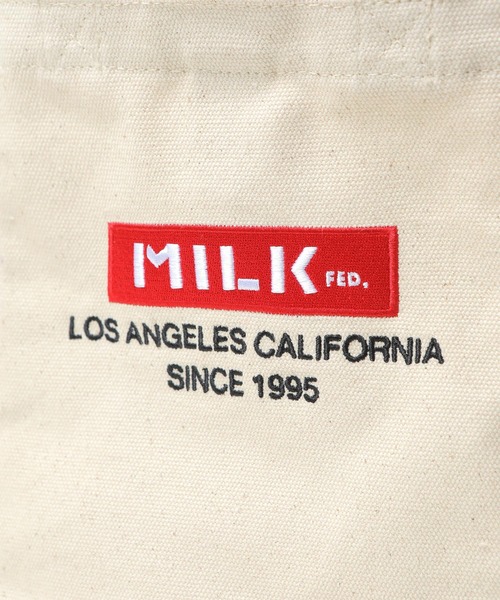 MILK FED.
LOS ANGELES CALIFORNIA
SINCE 1995